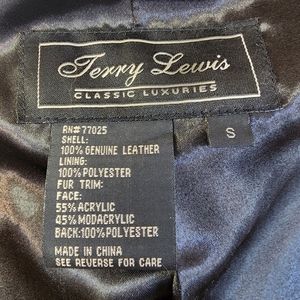 Terry Lewis
CLASSIC LUXURIES
S
RN# 77025
SHELL:
100% GENUINE LEATHER
LINING:
100% POLYESTER
FUR TRIM:
FACE:
55% ACRYLIC
45% MODACRYLIC
BACK:100% POLYESTER
MADE IN CHINA
SEE REVERSE FOR CARE